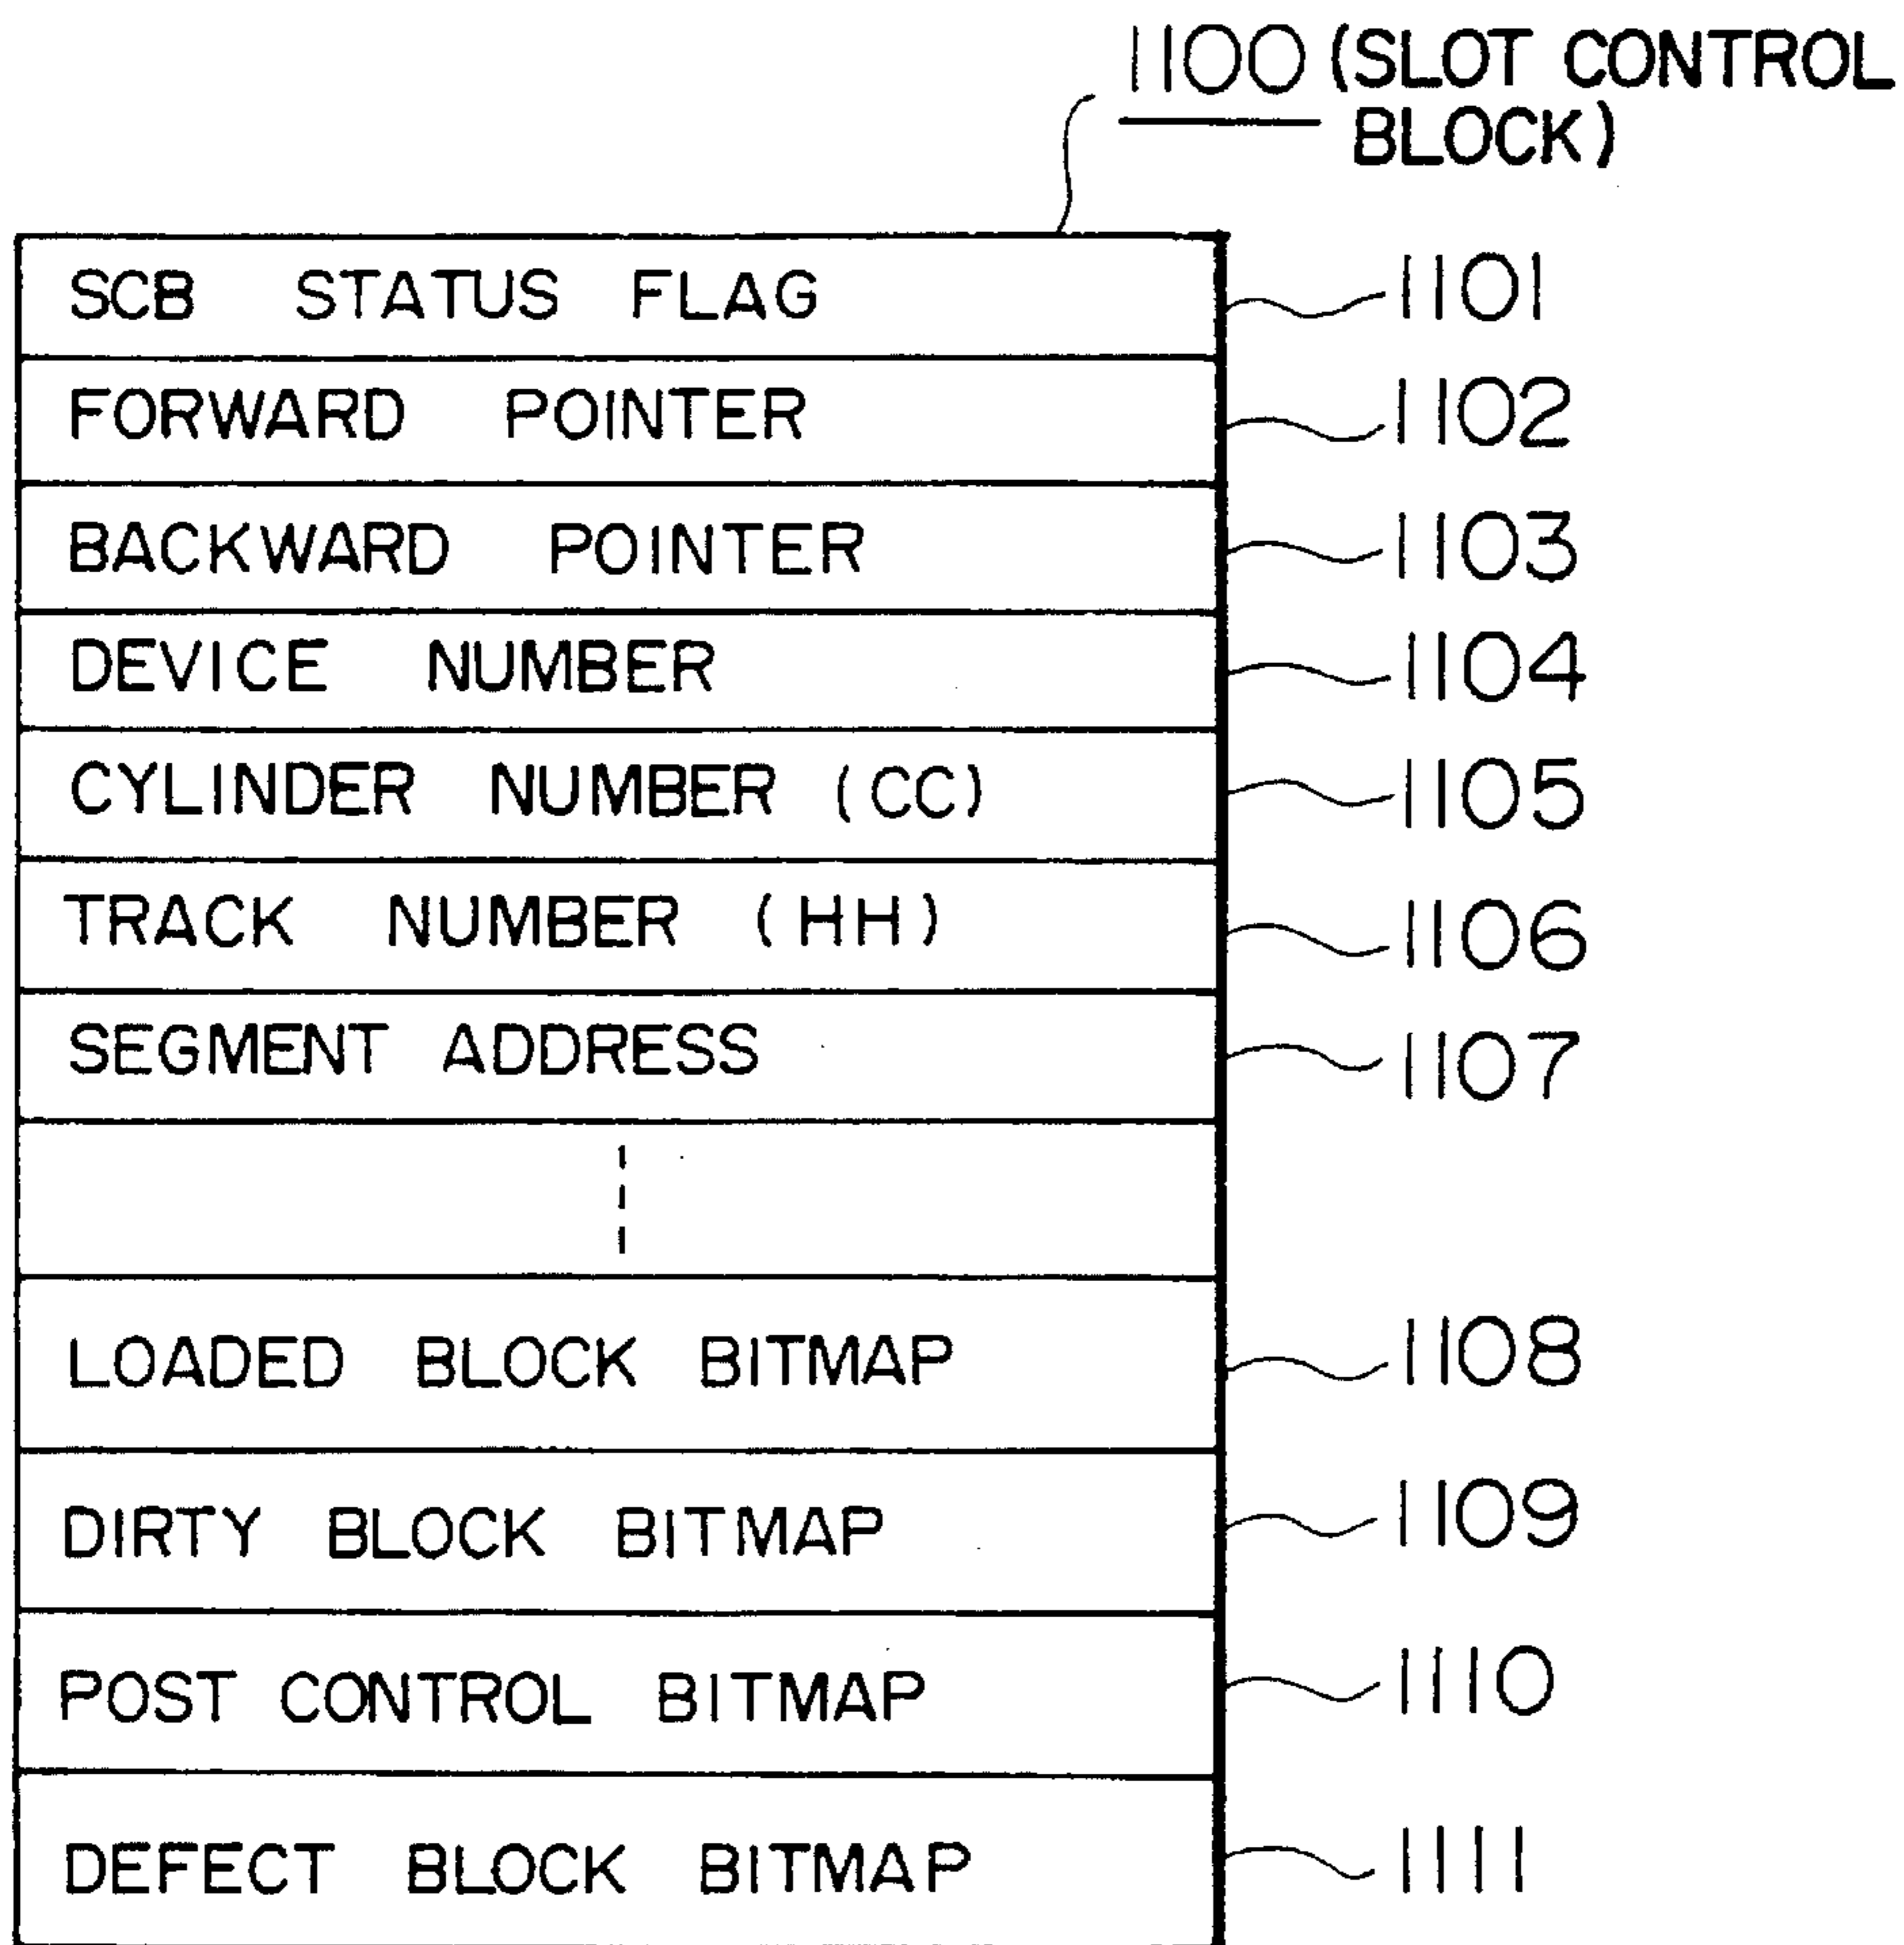 1100 (SLOT CONTROL
BLOCK)
SCB STATUS FLAG 1101
FORWARD POINTER 1102
BACKWARD POINTER 1103
DEVICE NUMBER 1104
CYLINDER NUMBER (CC) 1105
TRACK NUMBER (HH) 1106
SEGMENT ADDRESS 1107
LOADED BLOCK BITMAP 1108
DIRTY BLOCK BITMAP 1109
POST CONTROL BITMAP 1110
DEFECT BLOCK BITMAP 1111